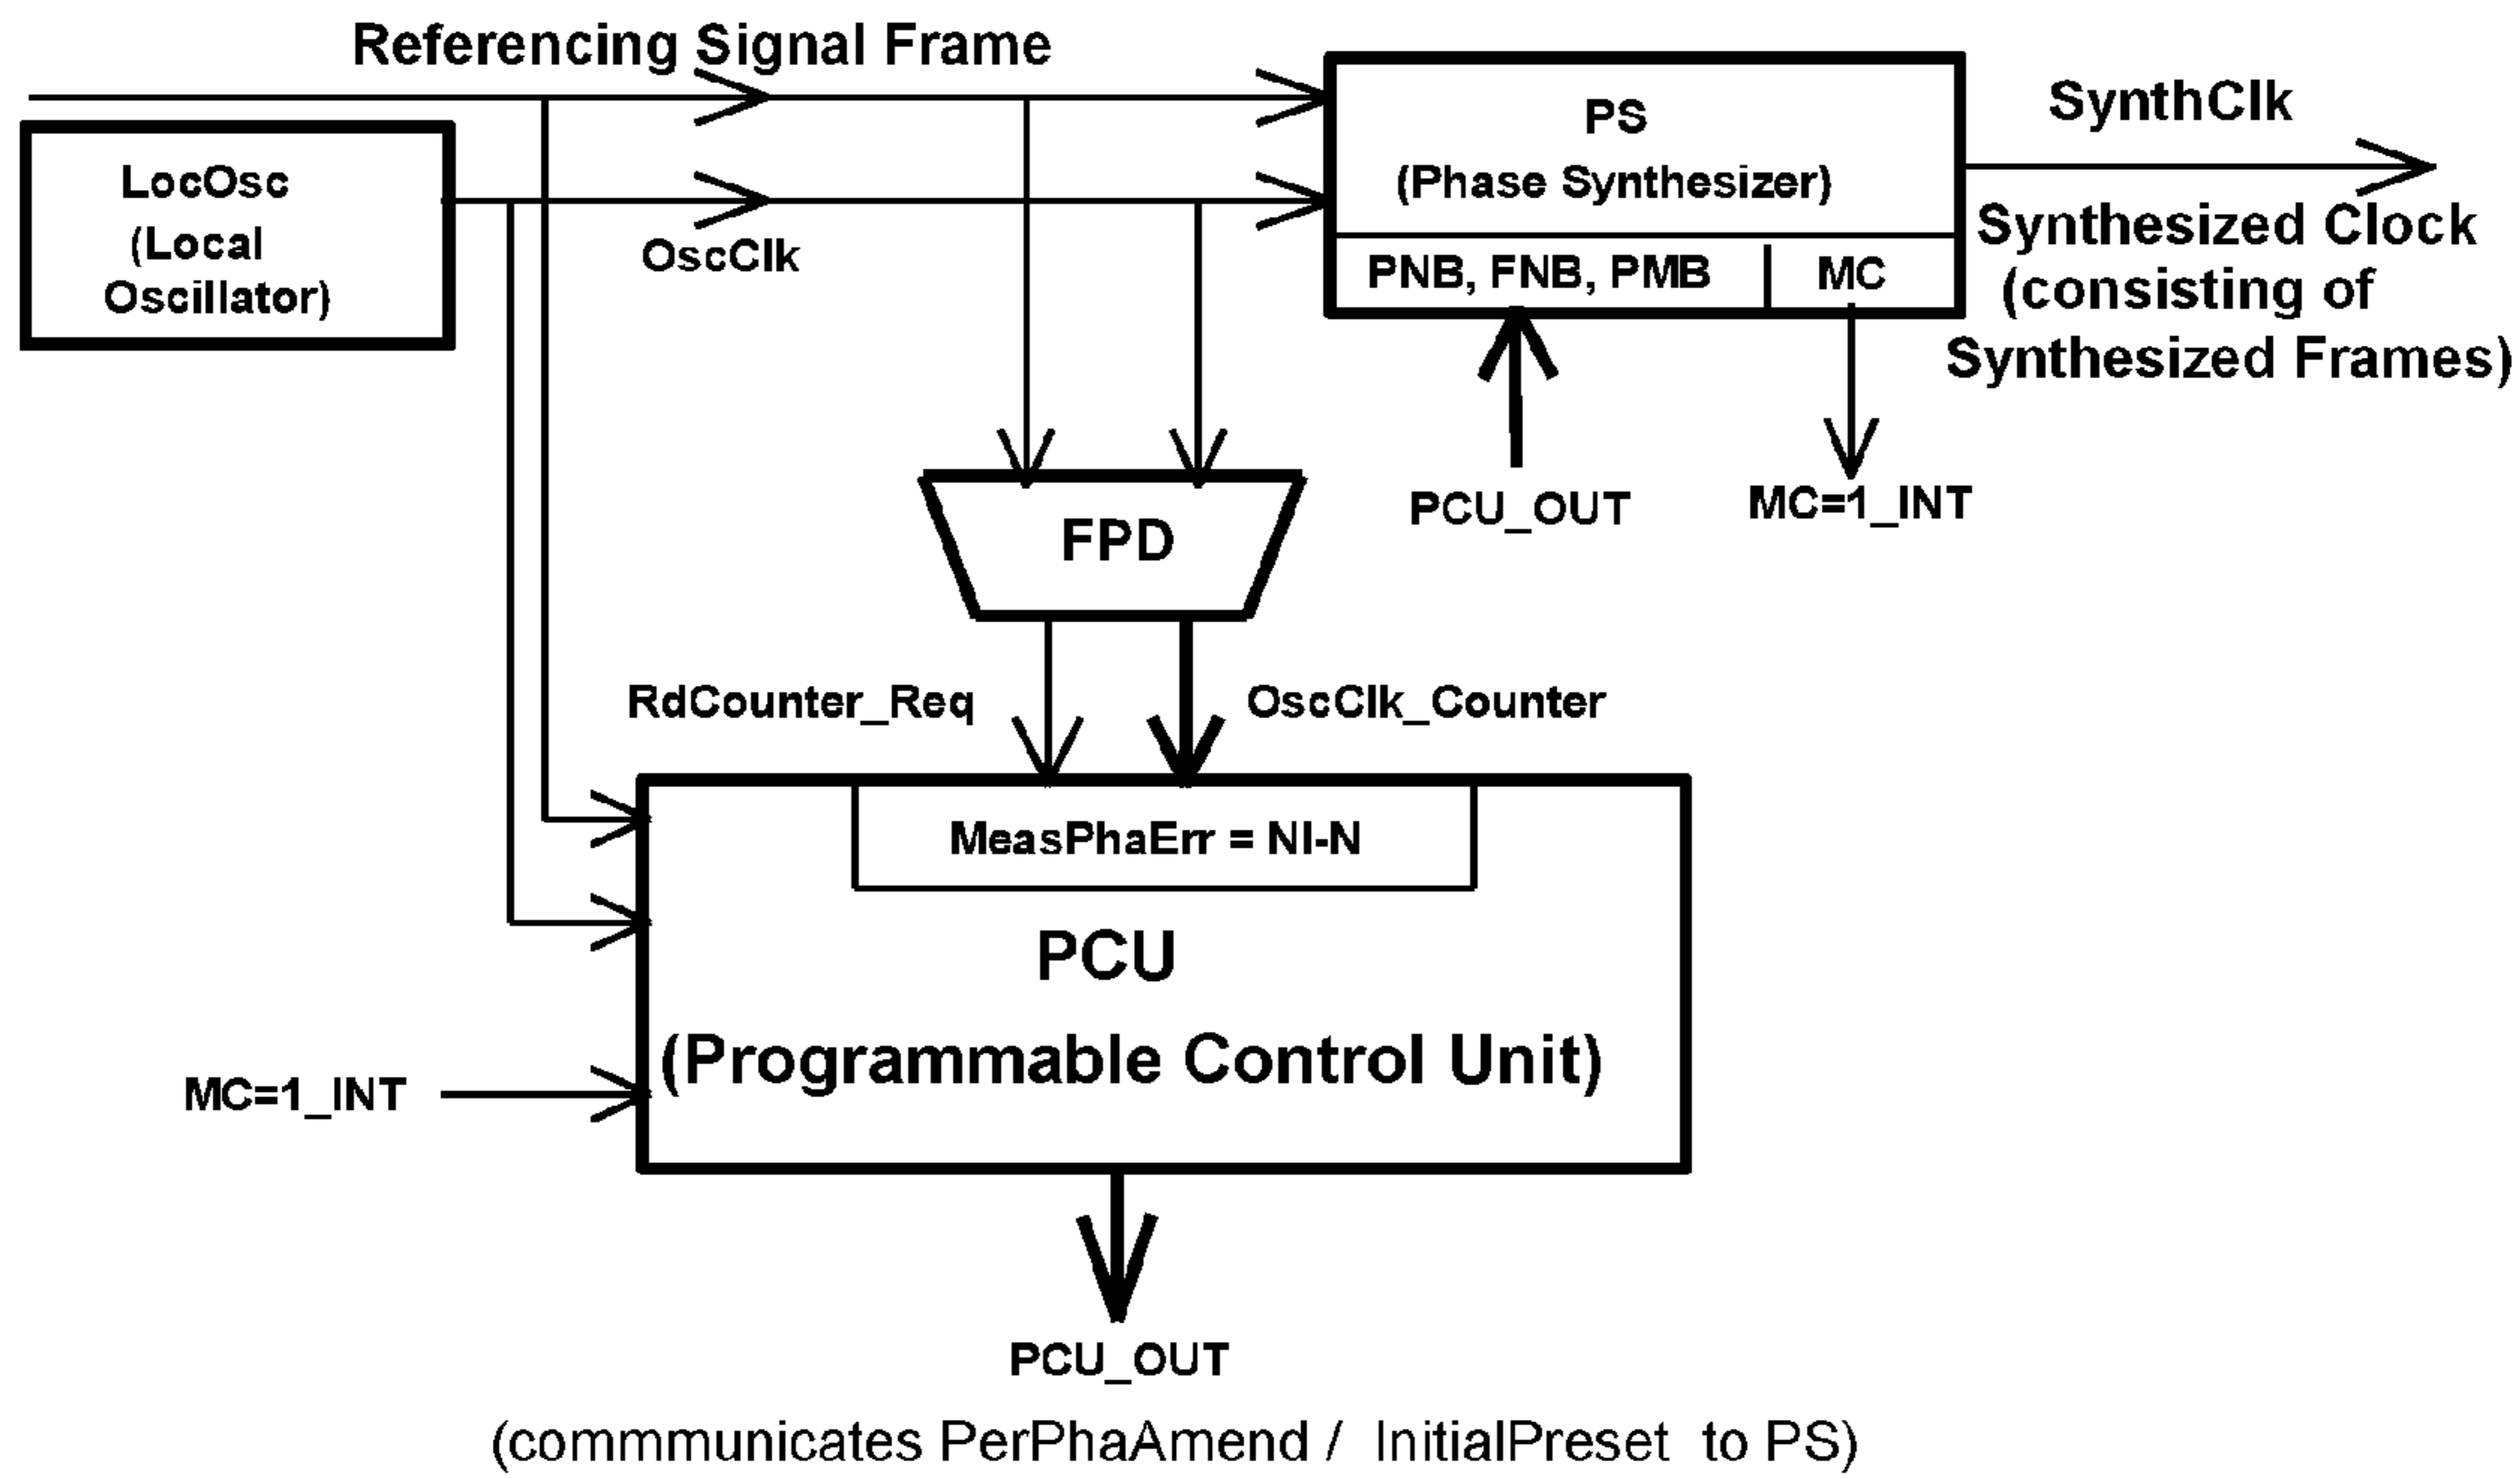 Referencing Signal Frame
LocOsc
(Local
Oscillator)
OscClk
PS
(Phase Synthesizer)
PNB, FNB, PMB
MC
SynthClk
Synthesized Clock
(consisting of
Synthesized Frames)
PCU_OUT
MC=1_INT
FPD
RdCounter_Req
OscClk_Counter
MeasPhaErr = NI-N
PCU
(Programmable Control Unit)
MC=1_INT
PCU_OUT
(commmunicates PerPhaAmend / InitialPreset to PS)